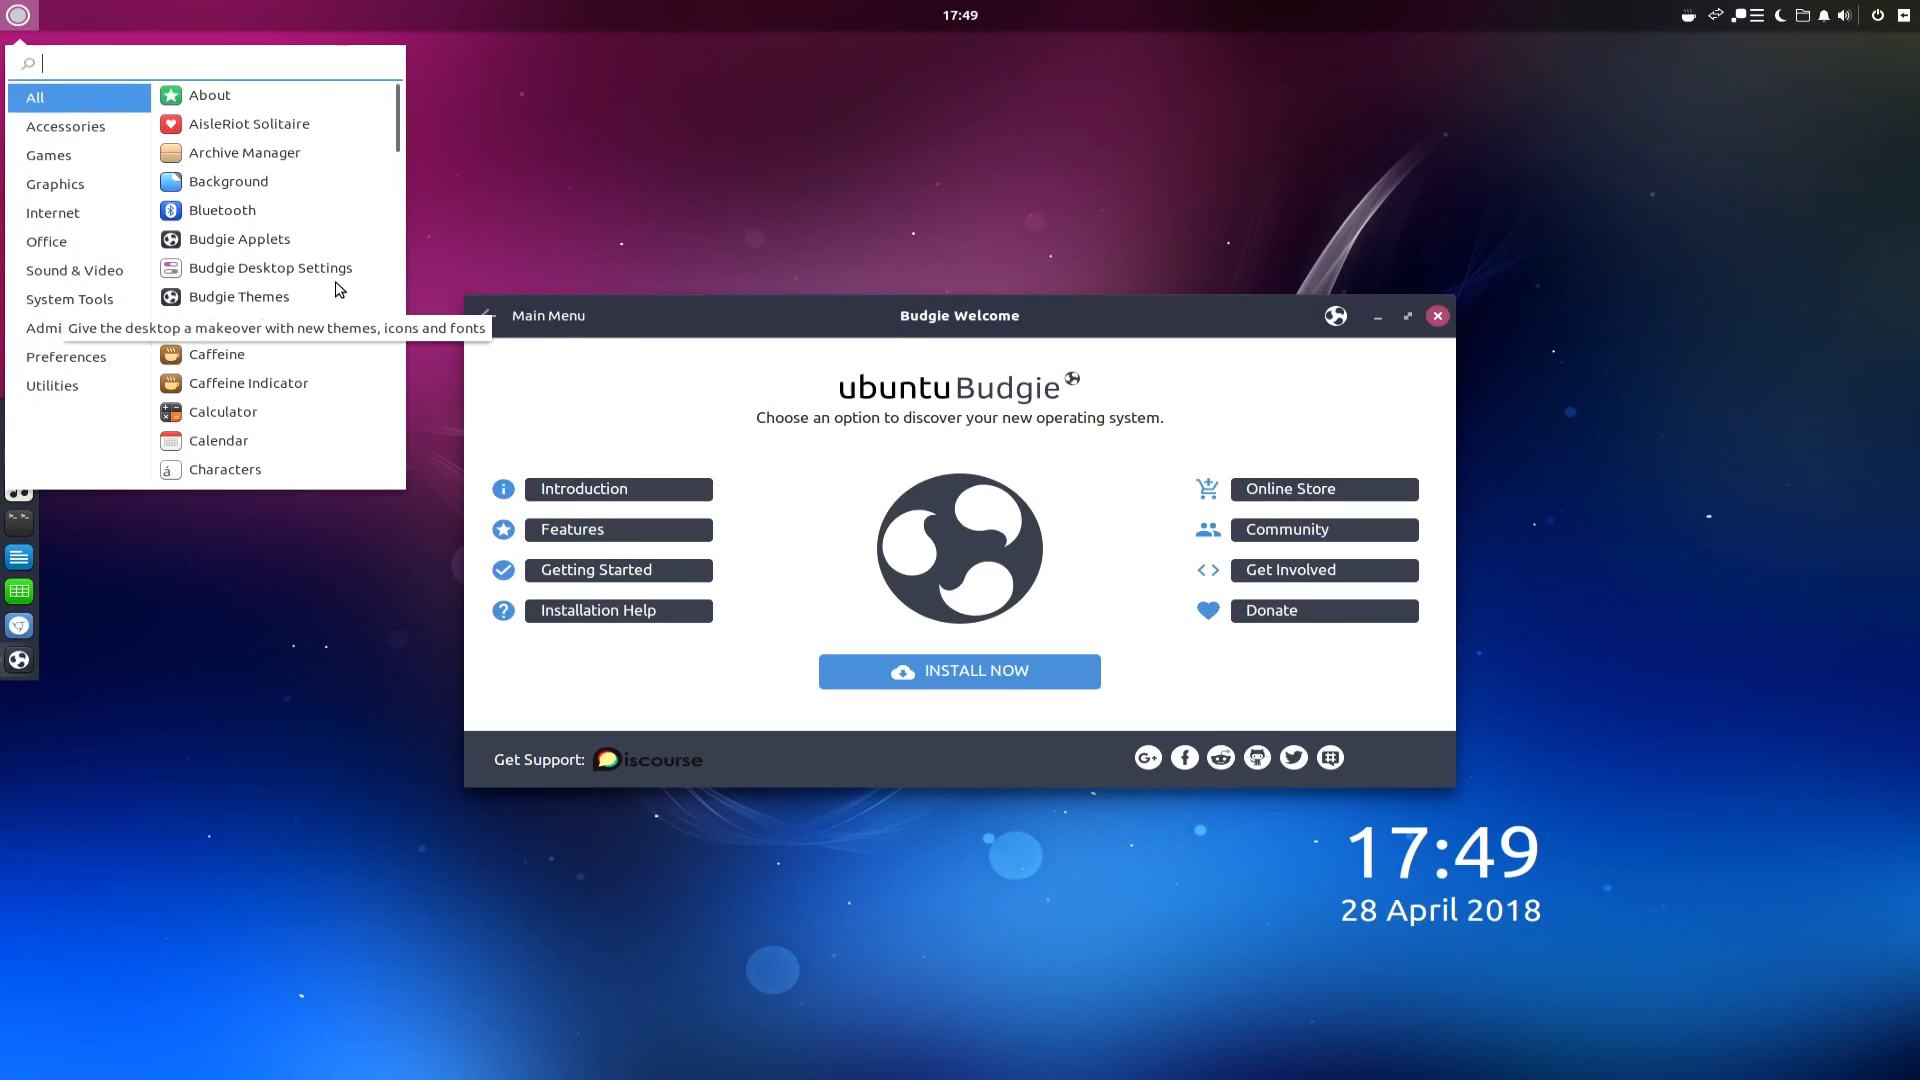 17:49
All
Accessories
Games
Graphics
Internet
Office
Sound & Video
System Tools
Admi
Preferences
Utilities
About
AisleRiot Solitaire
Archive Manager
Background
Bluetooth
Budgie Applets
Budgie Desktop Settings
Budgie Themes
Give the desktop a makeover with new themes, icons and fonts
Caffeine
Caffeine Indicator
Calculator
Calendar
Characters
Main Menu
Budgie Welcome
ubuntu Budgie
Choose an option to discover your new operating system.
Introduction
Features
Getting Started
Installation Help
Online Store
Community
Get Involved
Donate
INSTALL NOW
Get Support: Discourse
G+
17:49
28 April 2018